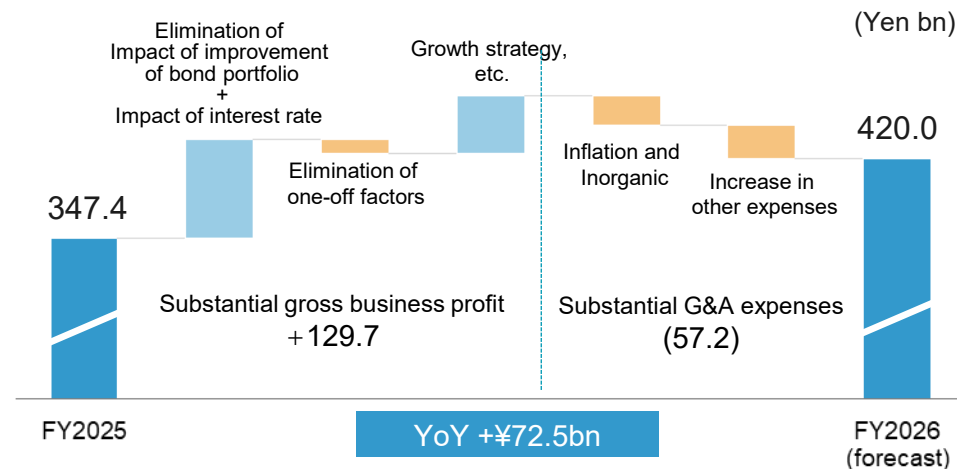 (Yen bn)
Elimination of
Impact of improvement
of bond portfolio
+
Impact of interest rate
Growth strategy,
etc.
347.4
Elimination of
one-off factors
Inflation and
Inorganic
Increase in
other expenses
420.0
Substantial gross business profit
+129.7
Substantial G&A expenses
(57.2)
FY2025
YoY +¥72.5bn
FY2026
(forecast)